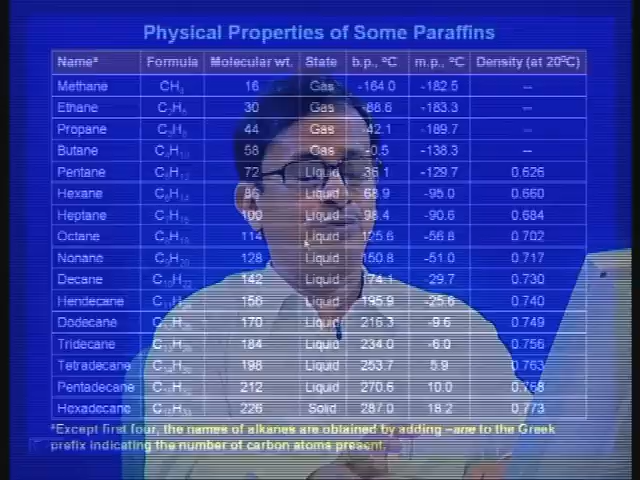 Physical Properties of Some Paraffins
Name* Formula Molecular wt. State b.p., ºC m.p., ºC Density (at 20ºC)
Methane CH4 16 Gas -164.0 -182.5 --
Ethane C2H6 30 Gas -88.6 -183.3 --
Propane C3H8 44 Gas -42.1 -189.7 --
Butane C4H10 58 Gas -0.5 -138.3 --
Pentane C5H12 72 Liquid 36.1 -129.7 0.626
Hexane C6H14 86 Liquid 68.9 -95.0 0.660
Heptane C7H16 100 Liquid 98.4 -90.6 0.684
Octane C8H18 114 Liquid 125.6 -56.8 0.702
Nonane C9H20 128 Liquid 150.8 -51.0 0.717
Decane C10H22 142 Liquid 174.1 -29.7 0.730
Hendecane 156 Liquid 195.9 -25.6 0.740
Dodecane 170 Liquid 216.3 -9.6 0.749
Tridecane 184 Liquid 234.0 -6.0 0.756
Tetradecane 198 Liquid 253.7 5.9 0.763
Pentadecane 212 Liquid 270.6 10.0 0.768
Hexadecane 226 Solid 287.0 18.2 0.773
*Except first four, the names of alkanes are obtained by adding –ane to the Greek
prefix indicating the number of carbon atoms present.